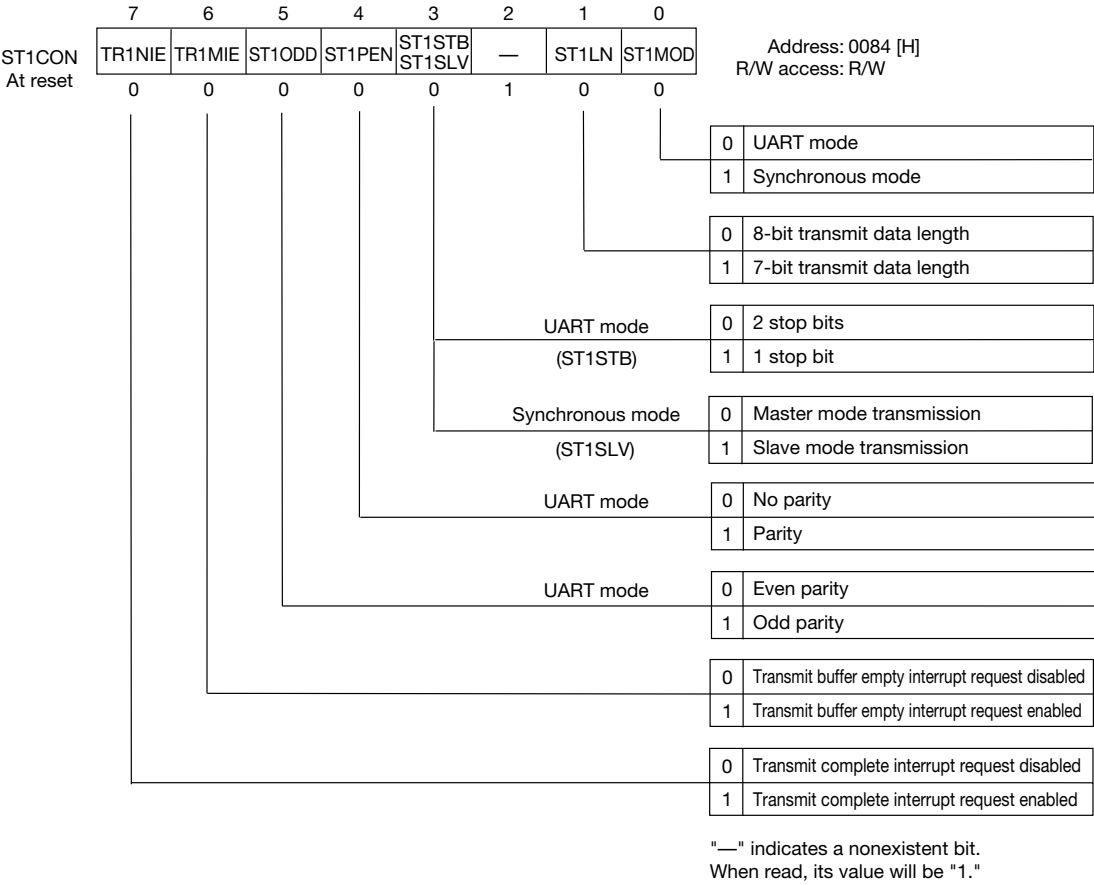 7 6 5 4 3 2 1 0
ST1CON TR1NIE TR1MIE ST1ODD ST1PEN ST1STB ST1SLV — ST1LN ST1MOD
At reset 0 0 0 0 0 1 0 0
Address: 0084 [H]
R/W access: R/W
0 UART mode
1 Synchronous mode
0 8-bit transmit data length
1 7-bit transmit data length
UART mode
(ST1STB)
0 2 stop bits
1 1 stop bit
Synchronous mode
(ST1SLV)
0 Master mode transmission
1 Slave mode transmission
UART mode
0 No parity
1 Parity
UART mode
0 Even parity
1 Odd parity
0 Transmit buffer empty interrupt request disabled
1 Transmit buffer empty interrupt request enabled
0 Transmit complete interrupt request disabled
1 Transmit complete interrupt request enabled
"—" indicates a nonexistent bit.
When read, its value will be "1."